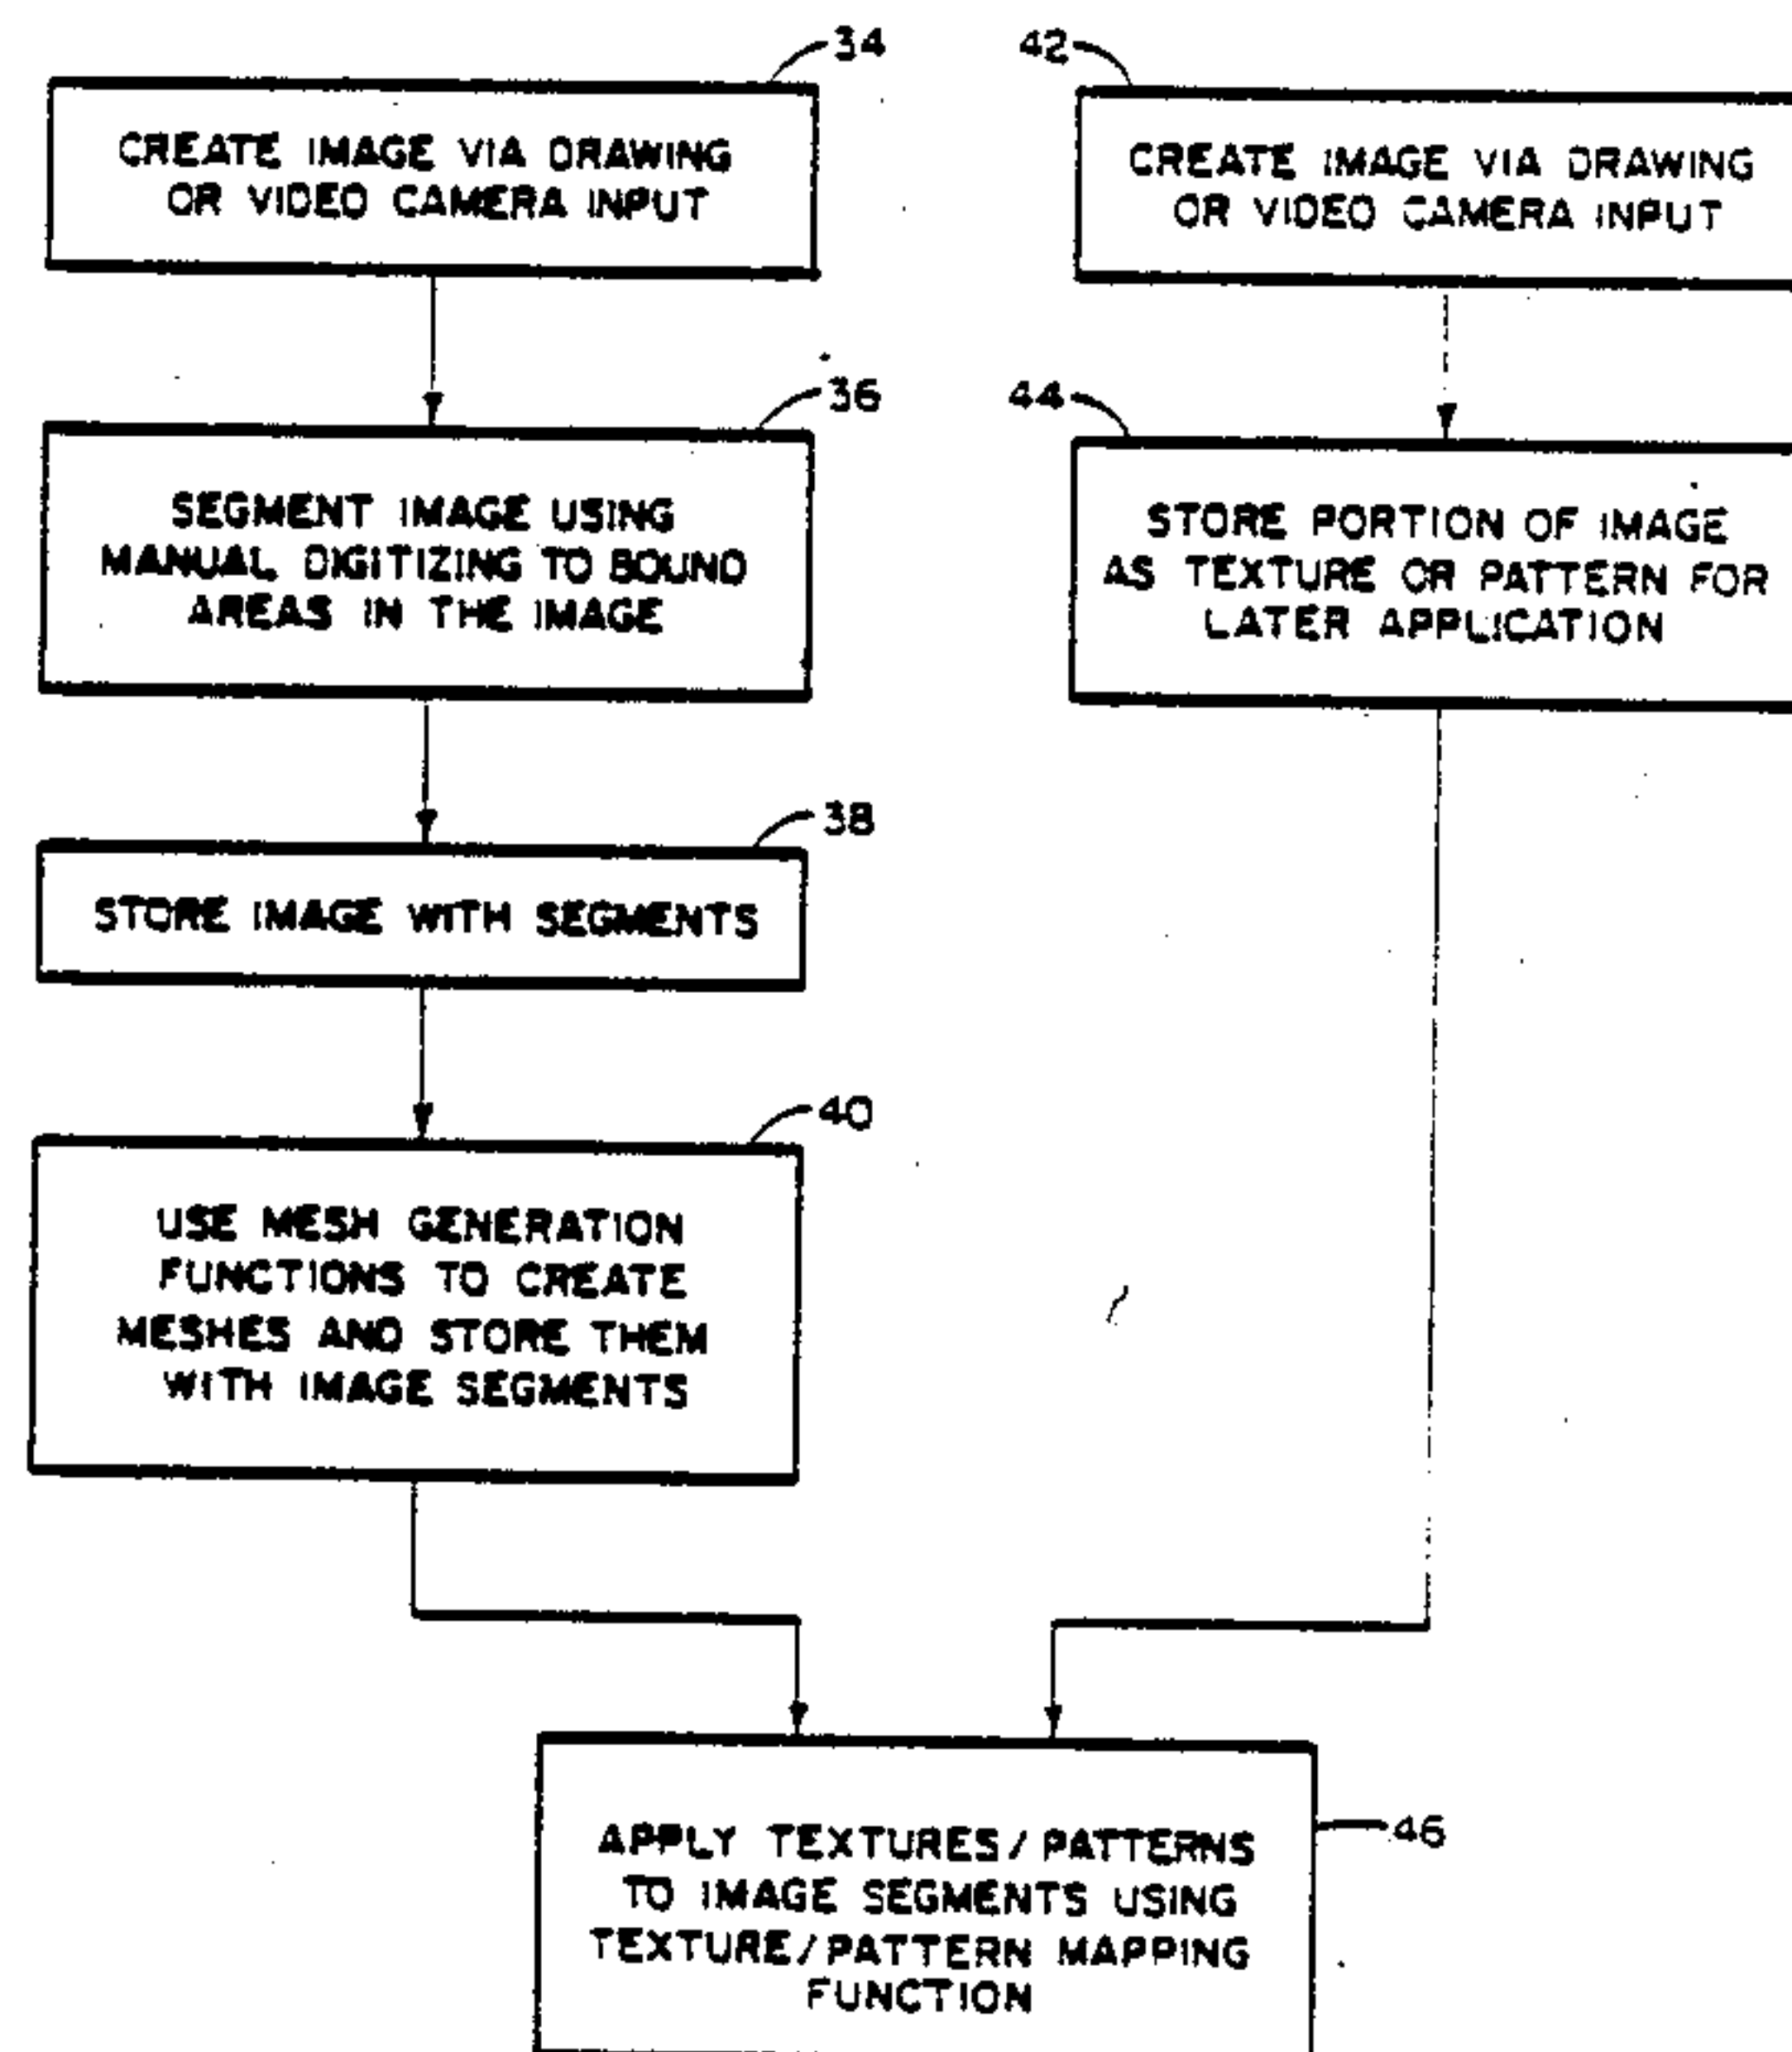 34
CREATE IMAGE VIA DRAWING
OR VIDEO CAMERA INPUT
36
SEGMENT IMAGE USING
MANUAL DIGITIZING TO BOUND
AREAS IN THE IMAGE
38
STORE IMAGE WITH SEGMENTS
40
USE MESH GENERATION
FUNCTIONS TO CREATE
MESHES AND STORE THEM
WITH IMAGE SEGMENTS
42
CREATE IMAGE VIA DRAWING
OR VIDEO CAMERA INPUT
44
STORE PORTION OF IMAGE
AS TEXTURE OR PATTERN FOR
LATER APPLICATION
46
APPLY TEXTURES/PATTERNS
TO IMAGE SEGMENTS USING
TEXTURE/PATTERN MAPPING
FUNCTION